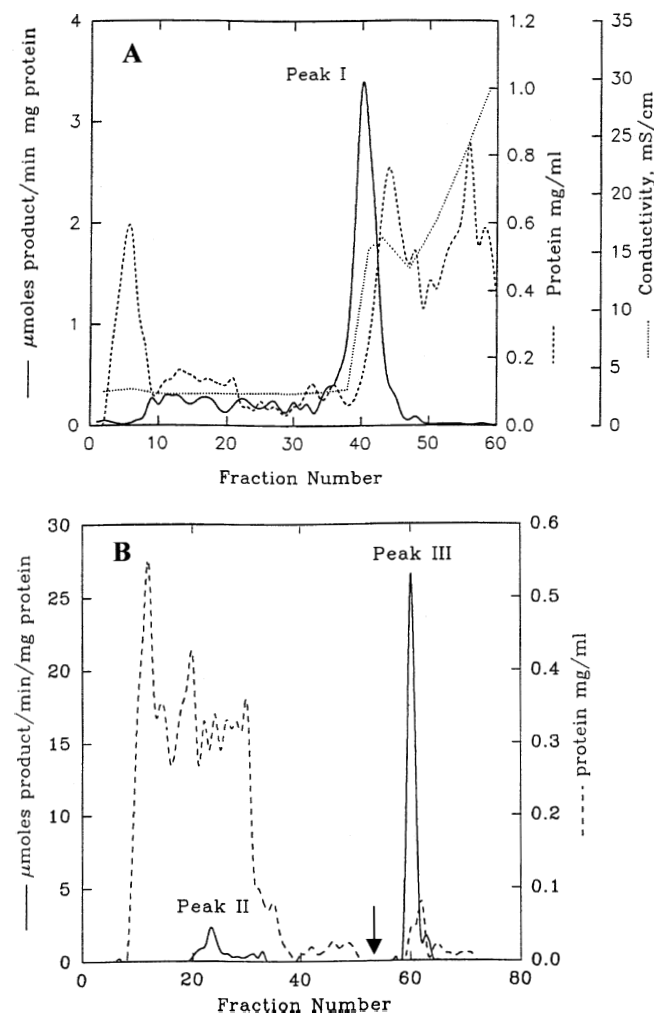 A
Peak I
4
3
2
1
0
μmoles product/min mg protein
0 10 20 30 40 50 60
Fraction Number
1.2
1.0
0.8
0.6
0.4
0.2
0.0
Protein mg/ml
35
30
25
20
15
10
5
0
Conductivity, mS/cm
B
Peak III
Peak II
30
25
20
15
10
5
0
μmoles product/min/mg protein
0 20 40 60 80
Fraction Number
0.6
0.5
0.4
0.3
0.2
0.1
0.0
protein mg/ml